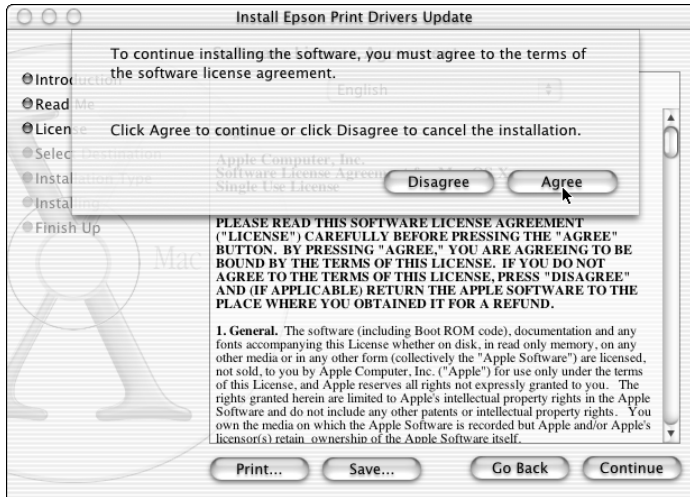 Install Epson Print Drivers Update
To continue installing the software, you must agree to the terms of
the software license agreement.
Click Agree to continue or click Disagree to cancel the installation.
Disagree
Agree
Introduction
Read Me
License
Select Destination
Installation Type
Installing
Finish Up
English
Apple Computer, Inc.
Software License Agreement
Single Use License
Mac
PLEASE READ THIS SOFTWARE LICENSE AGREEMENT
("LICENSE") CAREFULLY BEFORE PRESSING THE "AGREE"
BUTTON. BY PRESSING "AGREE," YOU ARE AGREEING TO BE
BOUND BY THE TERMS OF THIS LICENSE. IF YOU DO NOT
AGREE TO THE TERMS OF THIS LICENSE, PRESS "DISAGREE"
AND (IF APPLICABLE) RETURN THE APPLE SOFTWARE TO THE
PLACE WHERE YOU OBTAINED IT FOR A REFUND.
1. General. The software (including Boot ROM code), documentation and any
fonts accompanying this License whether on disk, in read only memory, on any
other media or in any other form (collectively the "Apple Software") are licensed,
not sold, to you by Apple Computer, Inc. ("Apple") for use only under the terms
of this License, and Apple reserves all rights not expressly granted to you. The
rights granted herein are limited to Apple's intellectual property rights in the Apple
Software and do not include any other patents or intellectual property rights. You
own the media on which the Apple Software is recorded but Apple and/or Apple's
licensor(s) retain ownership of the Apple Software itself.
Print...
Save...
Go Back
Continue